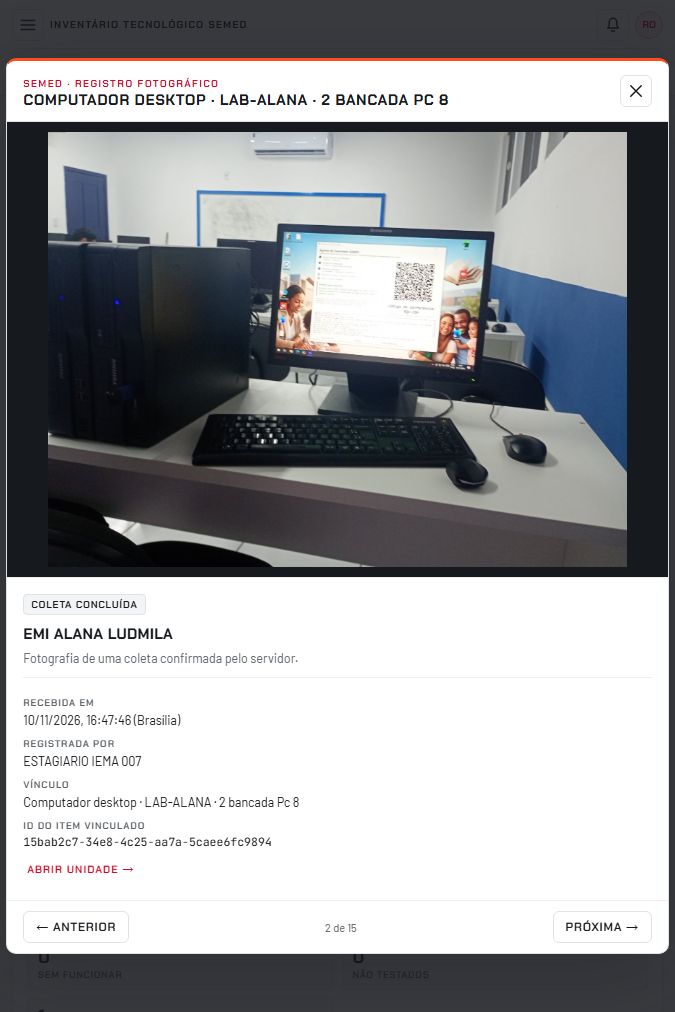 INVENTÁRIO TECNOLÓGICO SEMED
RD
SEMED · REGISTRO FOTOGRÁFICO
COMPUTADOR DESKTOP · LAB-ALANA · 2 BANCADA PC 8
COLETA CONCLUÍDA
EMI ALANA LUDMILA
Fotografia de uma coleta confirmada pelo servidor.
RECEBIDA EM
10/11/2026, 16:47:46 (Brasília)
REGISTRADA POR
ESTAGIARIO IEMA 007
VÍNCULO
Computador desktop · LAB-ALANA · 2 bancada Pc 8
ID DO ITEM VINCULADO
15bab2c7-34e8-4c25-aa7a-5caee6fc9894
ABRIR UNIDADE →
← ANTERIOR
2 de 15
PRÓXIMA →
SEM FUNCIONAR
NÃO TESTADOS